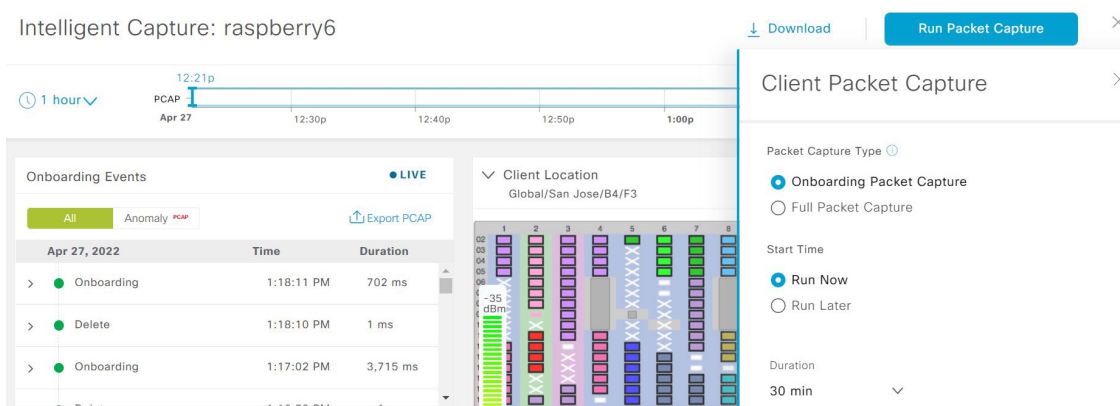 Intelligent Capture: raspberry6
Download
Run Packet Capture
12:21p
1 hour
PCAP
Apr 27
12:30p
12:40p
12:50p
1:00p
Onboarding Events
LIVE
All
Anomaly PCAP
Export PCAP
Apr 27, 2022 Time Duration
Onboarding 1:18:11 PM 702 ms
Delete 1:18:10 PM 1 ms
Onboarding 1:17:02 PM 3,715 ms
Client Location
Global/San Jose/B4/F3
1 2 3 4 5 6 7 8
02
03
04
05
-35
dBm
Client Packet Capture
Packet Capture Type
Onboarding Packet Capture
Full Packet Capture
Start Time
Run Now
Run Later
Duration
30 min